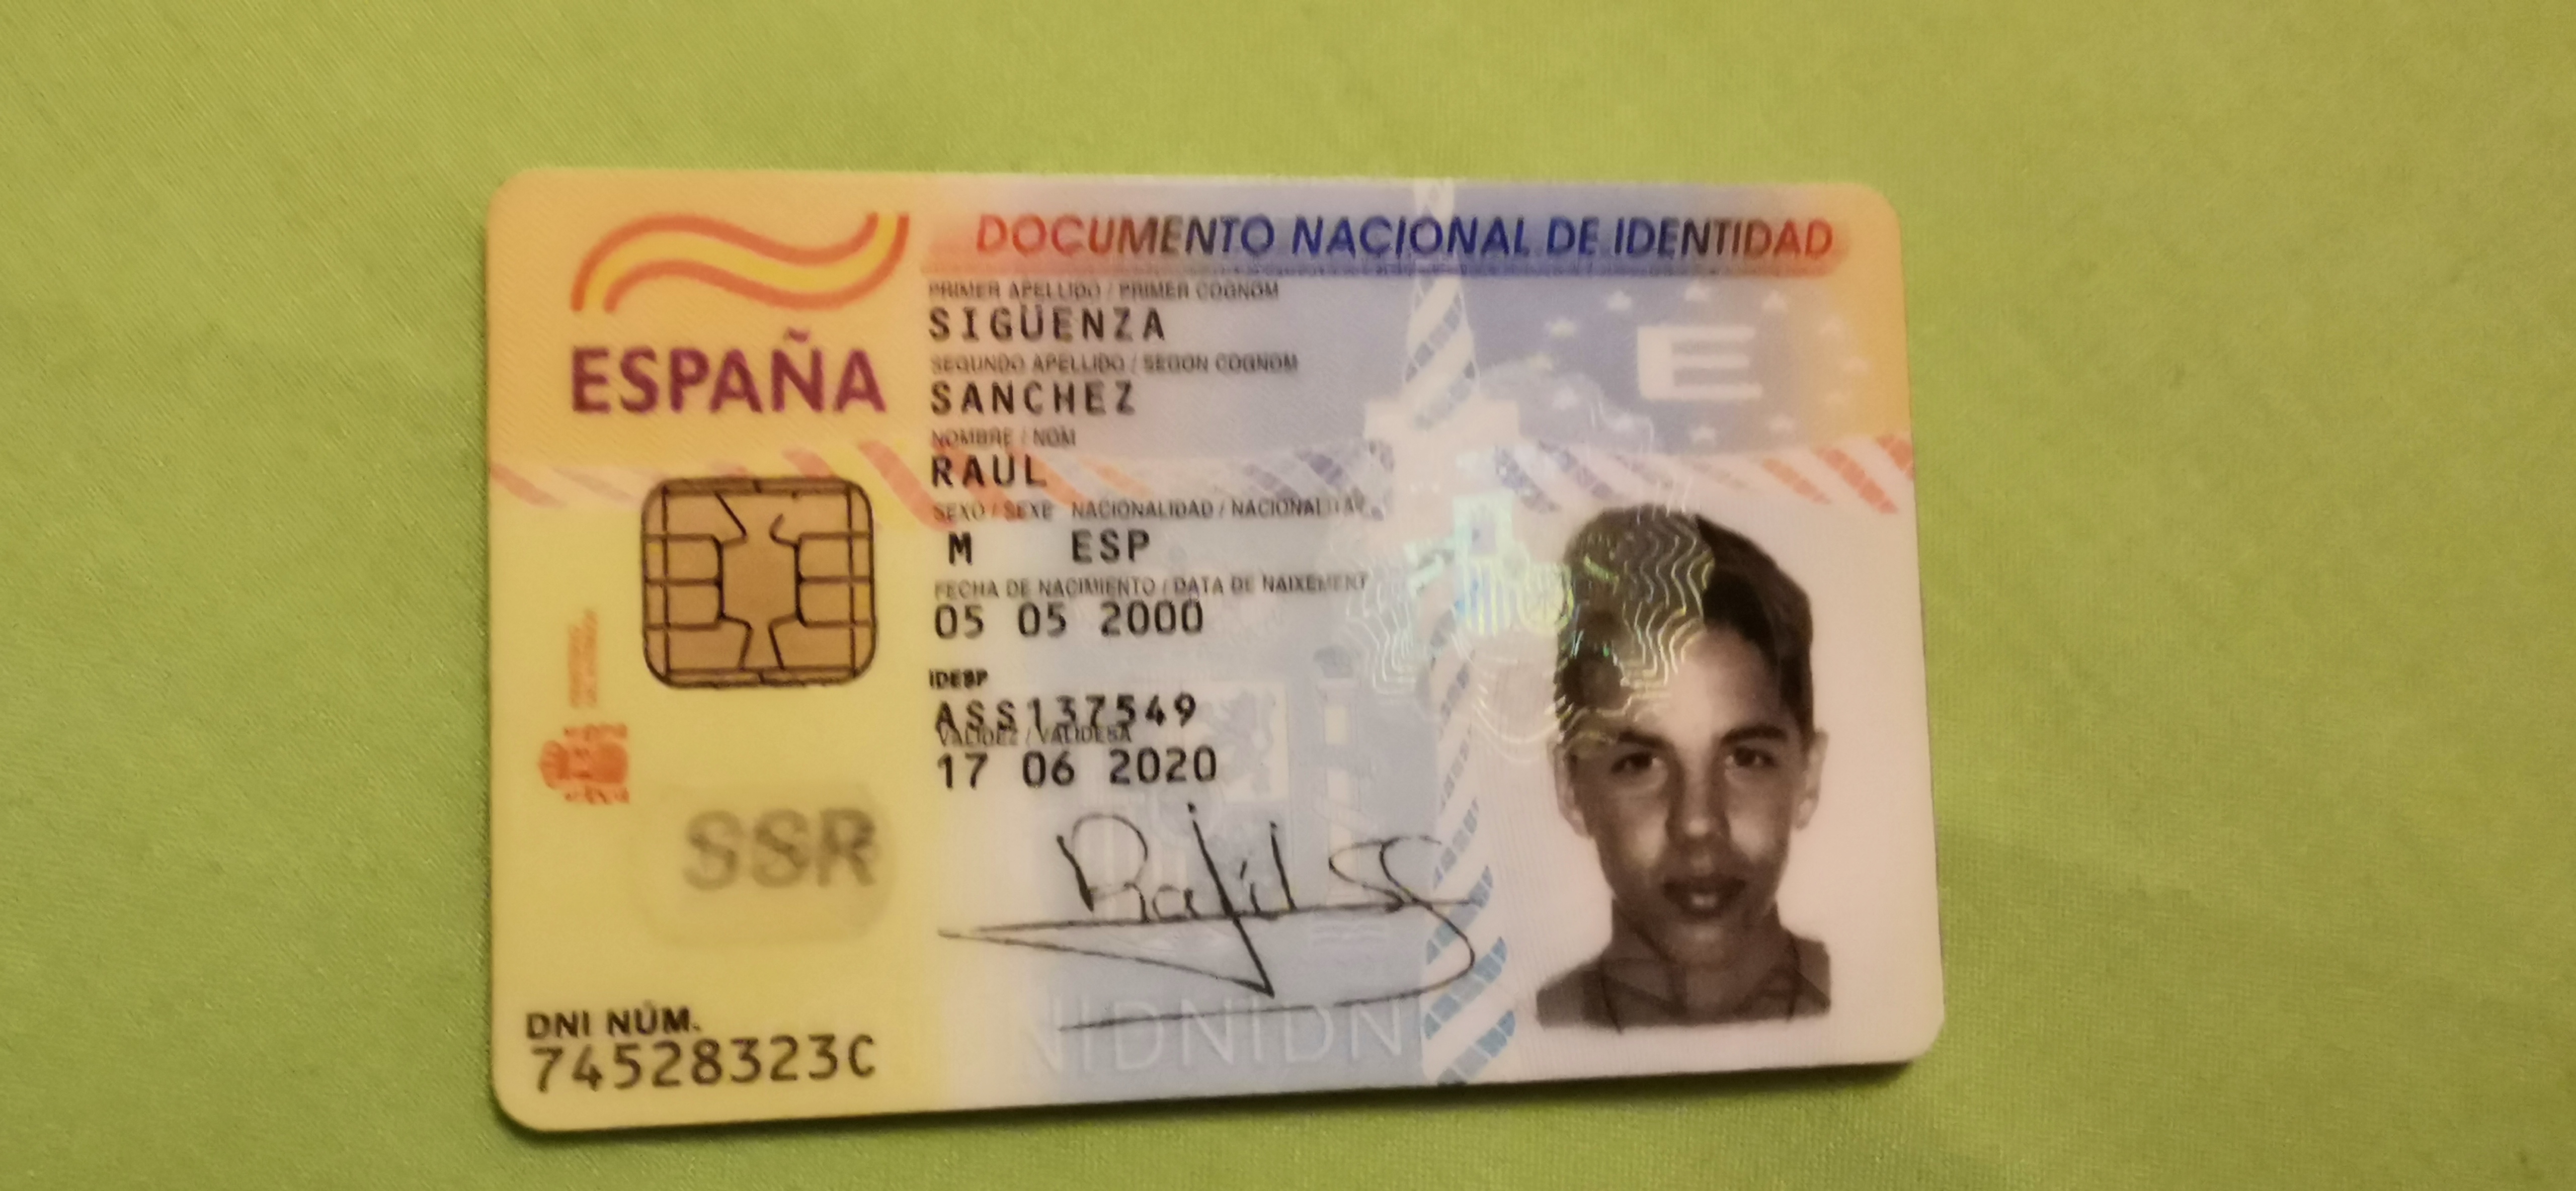 DOCUMENTO NACIONAL DE IDENTIDAD
ESPAÑA
PRIMER APELLIDO / PRIMER COGNOM
SIGÜENZA
SEGUNDO APELLIDO / SEGON COGNOM
SANCHEZ
NOMBRE / NOM
RAUL
SEXO / SEXE NACIONALIDAD / NACIONALITAT
M ESP
FECHA DE NACIMIENTO / DATA DE NAIXEMENT
05 05 2000
IDESP
ASS137549
VALIDEZ / VALIDESA
17 06 2020
E
SSR
Raúl SS
DNI NÚM.
74528323C
NIDNIDN